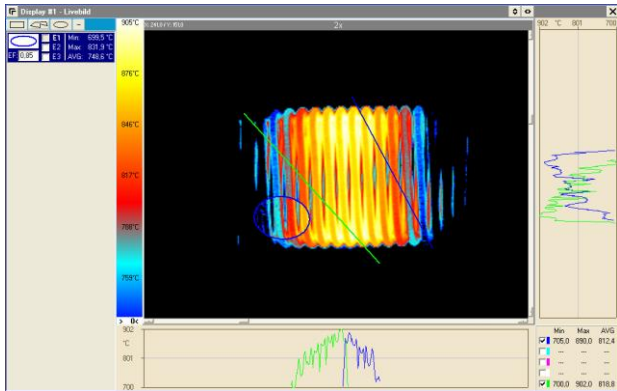 Display #1 - Livebild
E1 Min: 699,5 °C
E2 Max: 831,9 °C
EF: 0,85 E3 AVG: 748,6 °C
905°C
876°C
846°C
817°C
788°C
759°C
2x
902 °C 801 700
902
°C
801
700
Min Max AVG
705,0 890,0 812,4
--- --- ---
--- --- ---
--- --- ---
700,0 902,0 818,8